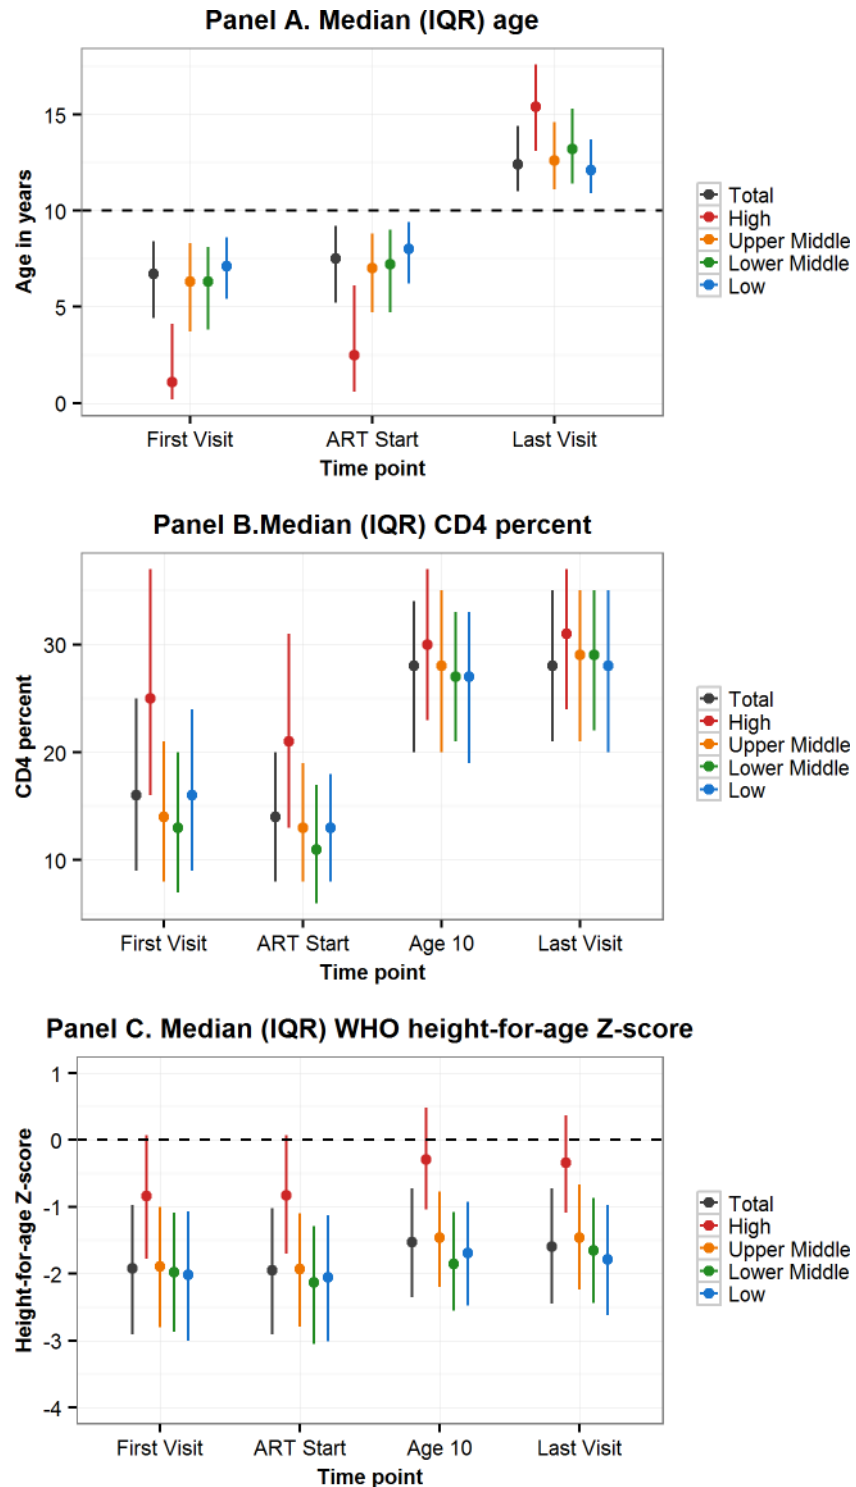 Panel A. Median (IQR) age
15
10
5
0
Age in years
First Visit ART Start Last Visit
Time point
Total
High
Upper Middle
Lower Middle
Low
Panel B.Median (IQR) CD4 percent
30
20
10
CD4 percent
First Visit ART Start Age 10 Last Visit
Time point
Total
High
Upper Middle
Lower Middle
Low
Panel C. Median (IQR) WHO height-for-age Z-score
1
0
-1
-2
-3
-4
Height-for-age Z-score
First Visit ART Start Age 10 Last Visit
Time point
Total
High
Upper Middle
Lower Middle
Low